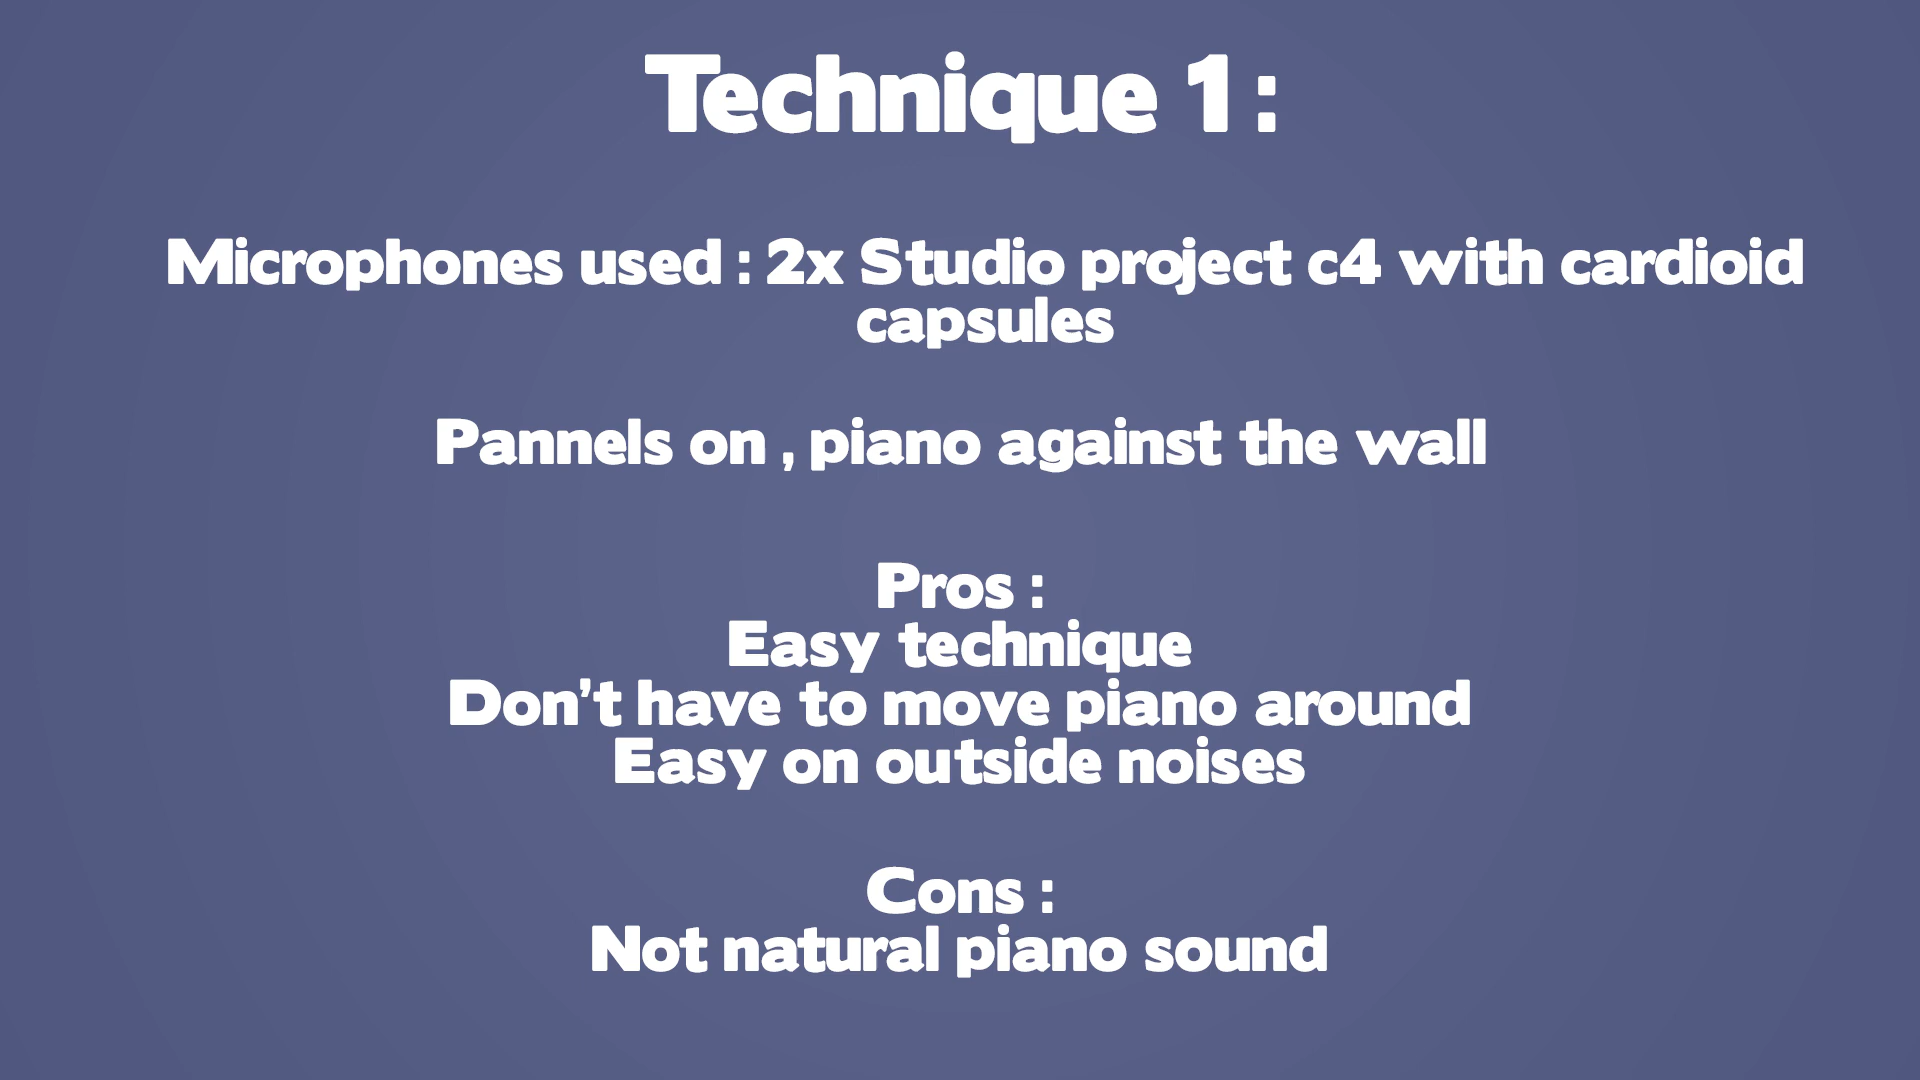 Technique 1 :
Microphones used : 2x Studio project c4 with cardioid
capsules
Pannels on , piano against the wall
Pros :
Easy technique
Don't have to move piano around
Easy on outside noises
Cons :
Not natural piano sound